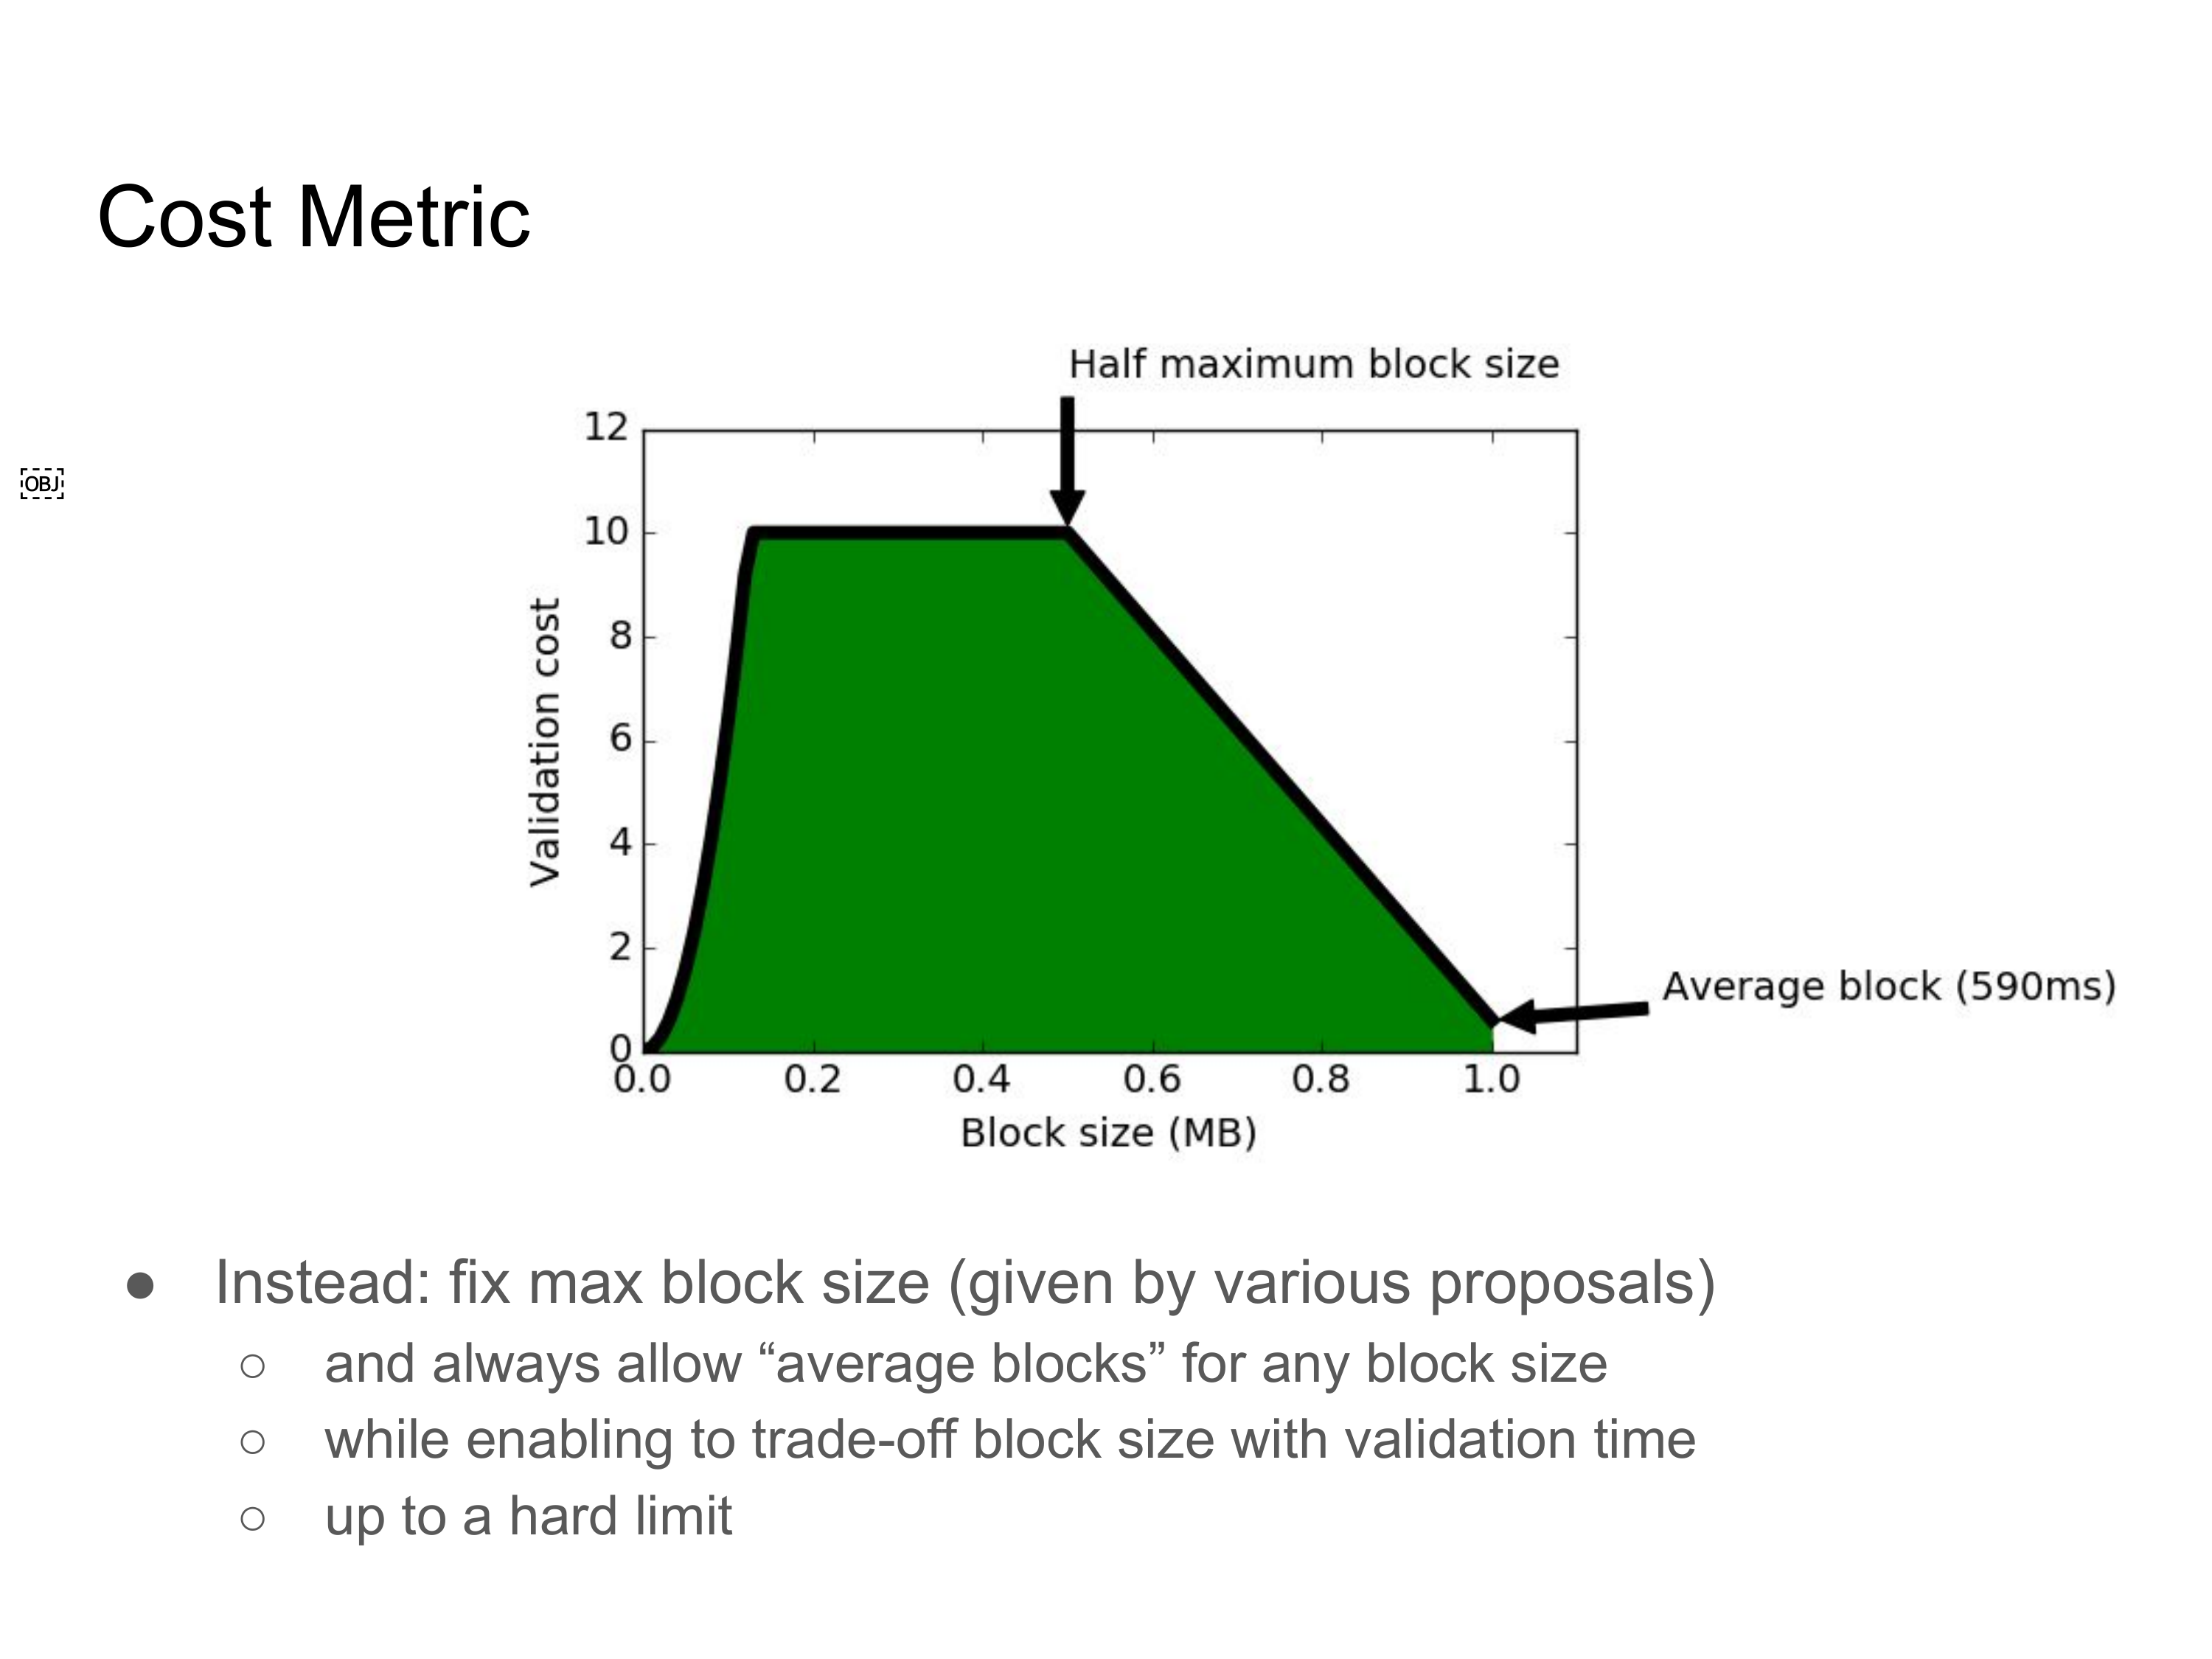 Cost Metric
Half maximum block size
12
OBJ
10
8
6
4
2
0
Validation cost
Average block (590ms)
0.0 0.2 0.4 0.6 0.8 1.0
Block size (MB)
● Instead: fix max block size (given by various proposals)
○ and always allow “average blocks” for any block size
○ while enabling to trade-off block size with validation time
○ up to a hard limit